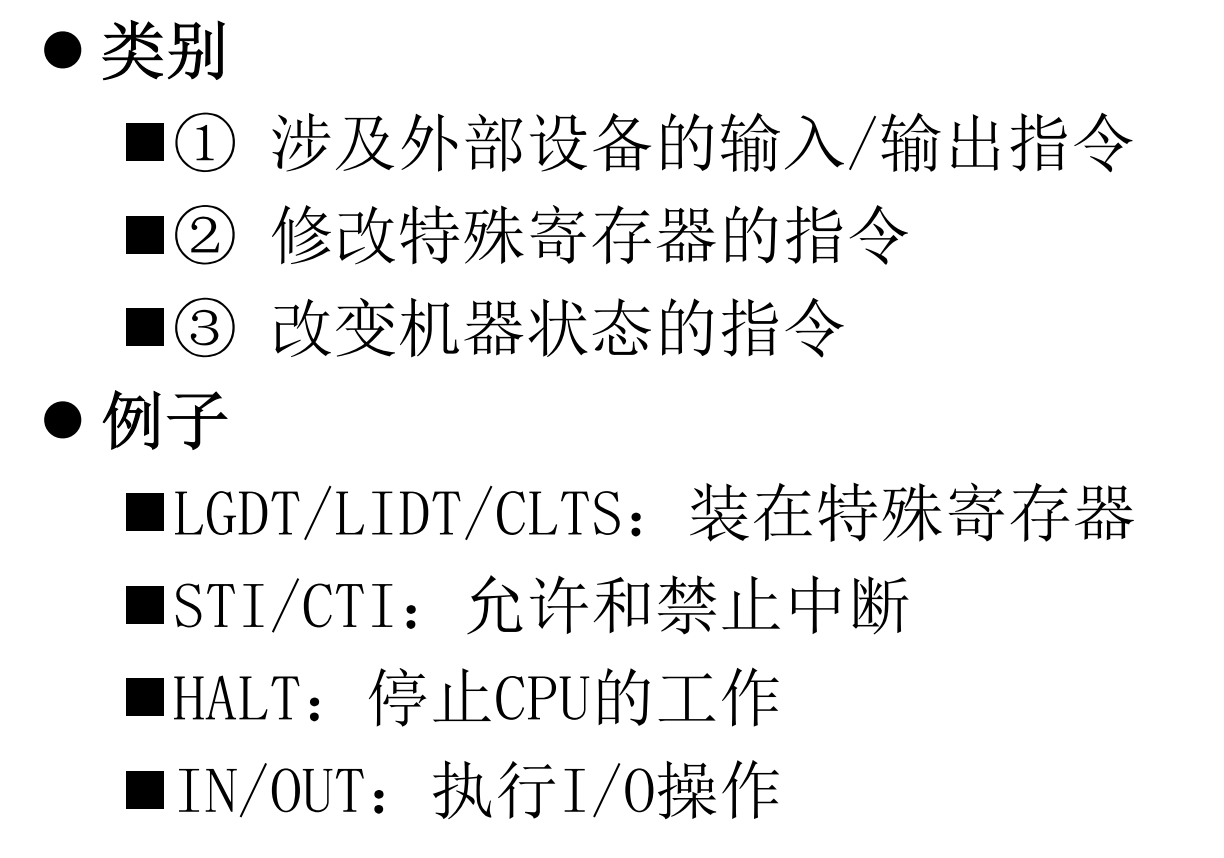 ● 类别
■① 涉及外部设备的输入/输出指令
■② 修改特殊寄存器的指令
■③ 改变机器状态的指令
● 例子
■LGDT/LIDT/CLTS：装在特殊寄存器
■STI/CTI：允许和禁止中断
■HALT：停止CPU的工作
■IN/OUT：执行I/O操作